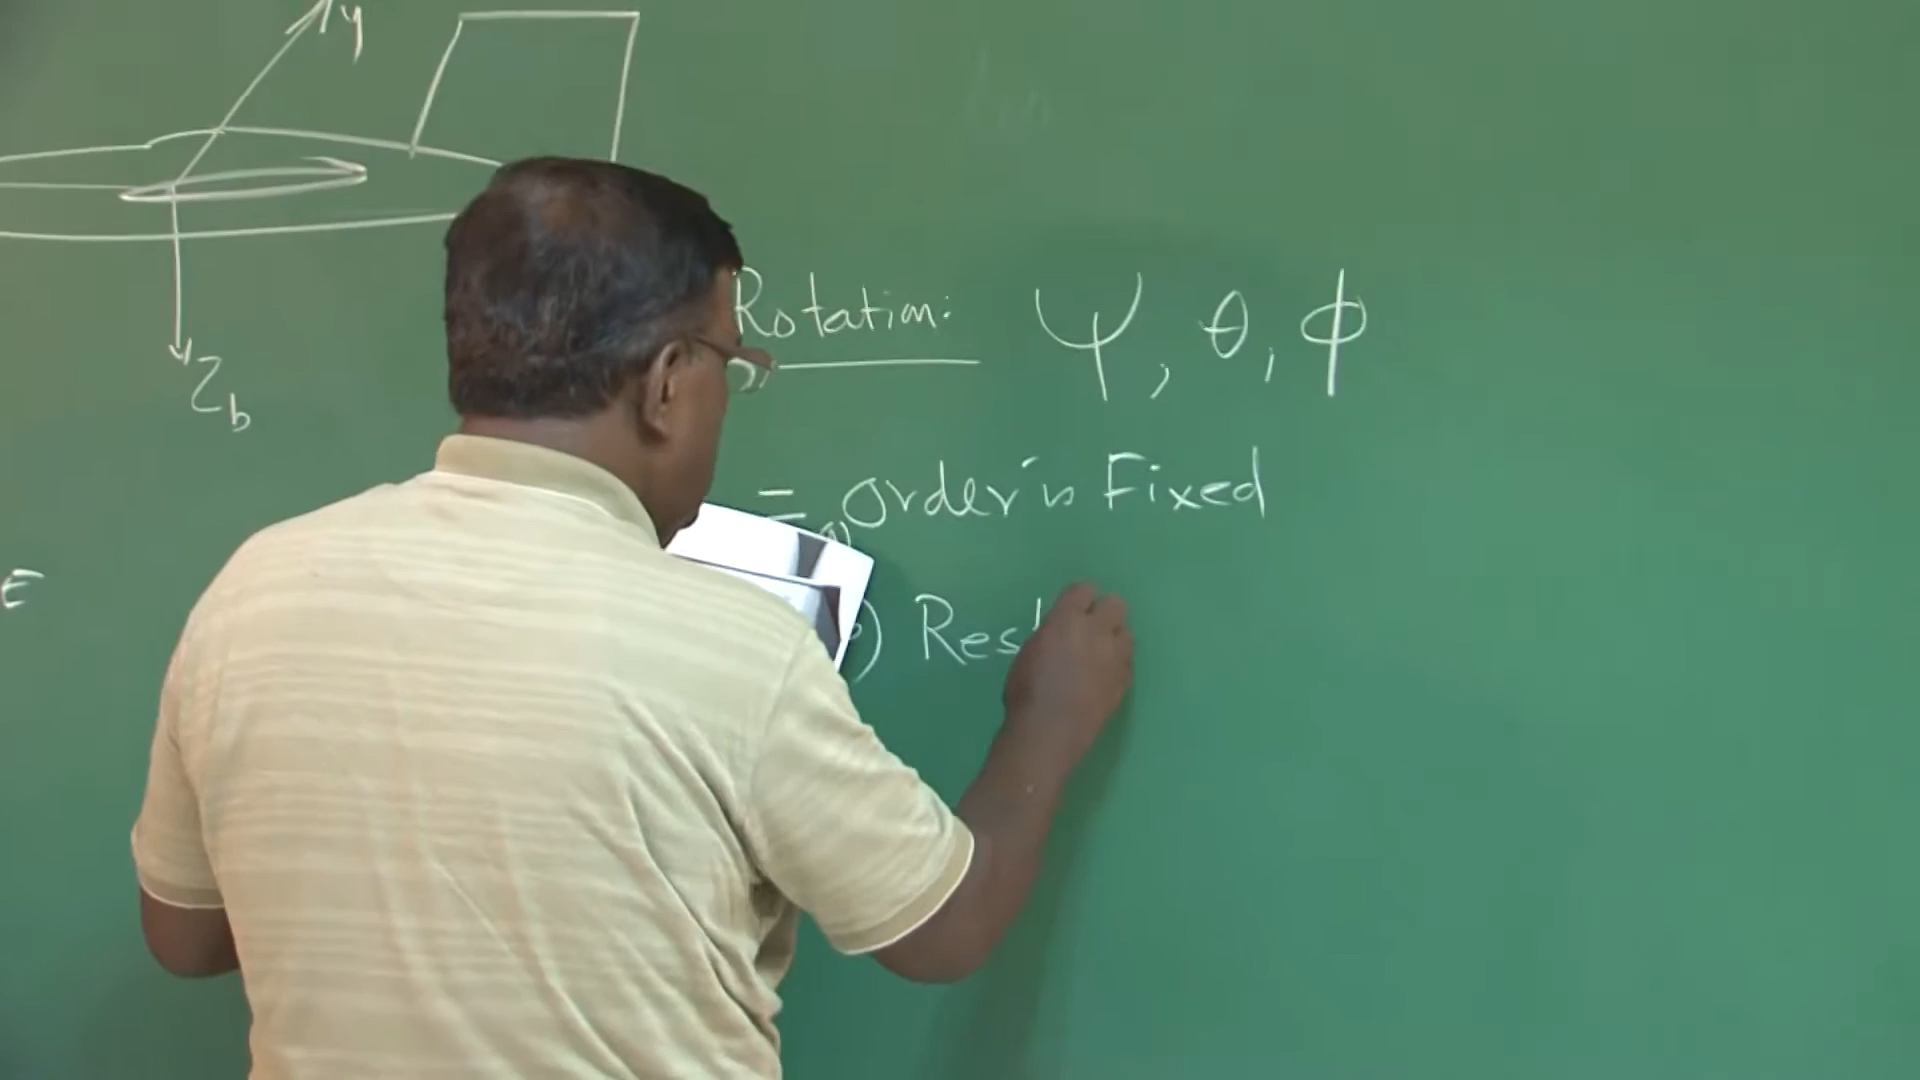 y
Z_b
E
Rotation: ψ, θ, φ
= order is Fixed
) Res